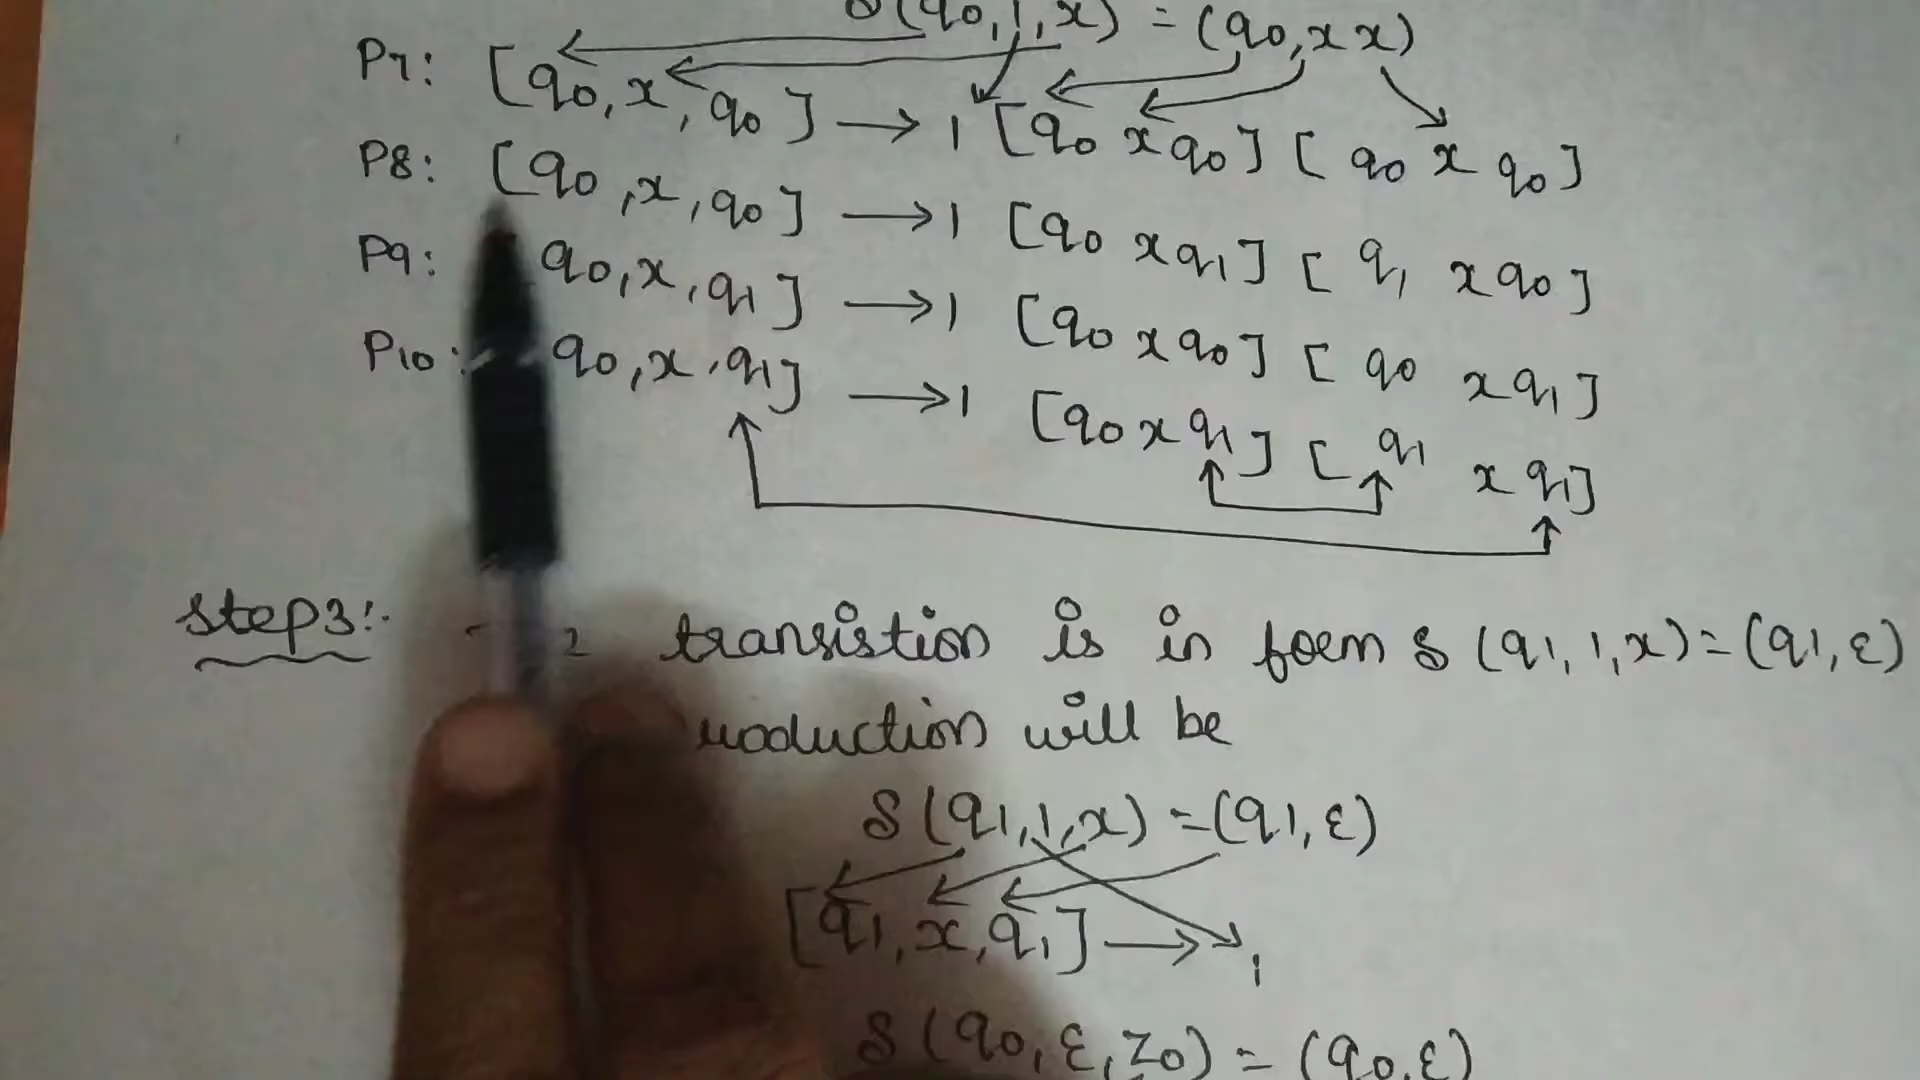 δ(q0,1,x) = (q0,xx)
P7: [q0,x,q0] → 1 [q0 x q0] [q0 x q0]
P8: [q0,x,q0] → 1 [q0 x q1] [q1 x q0]
P9: q0,x,q1] → 1 [q0 x q0] [q0 x q1]
P10: q0,x,q1] → 1 [q0 x q1] [q1 x q1]
Step3:- transistion is in form δ(q1,1,x)=(q1,ε)
will be
δ(q1,1,x)=(q1,ε)
[q1,x,q1] → 1
δ(q0,ε,z0) = (q0,ε)